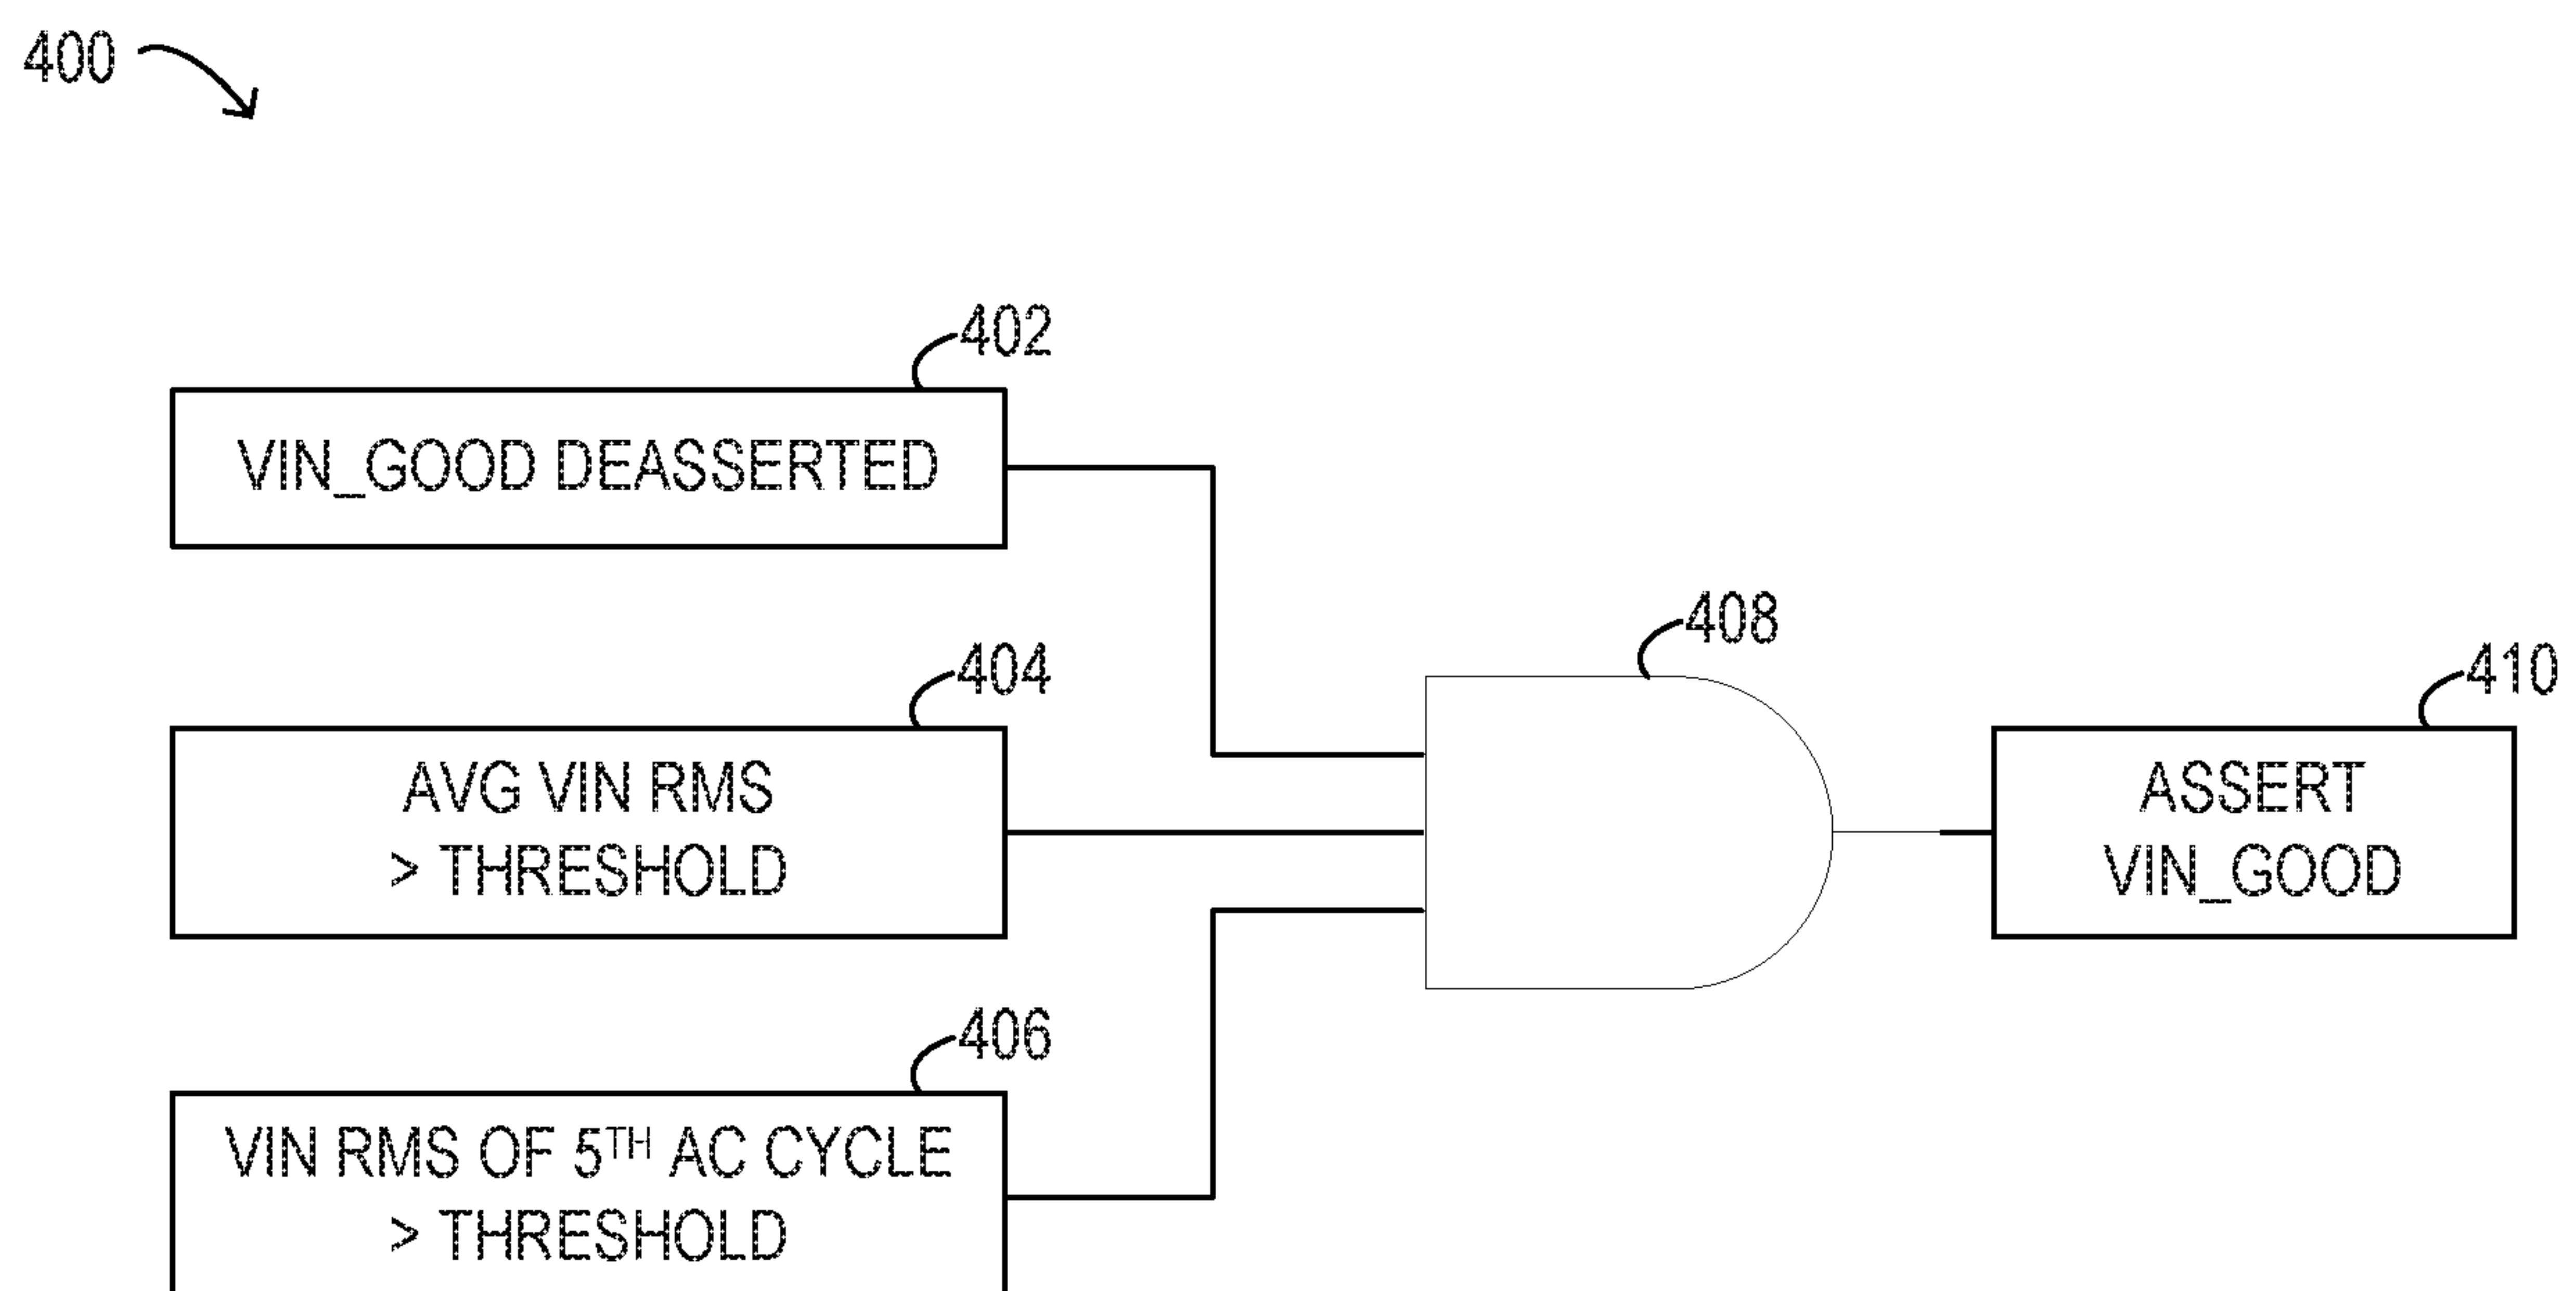 400
402
VIN_GOOD DEASSERTED
404
AVG VIN RMS
> THRESHOLD
406
VIN RMS OF 5TH AC CYCLE
> THRESHOLD
408
410
ASSERT
VIN_GOOD